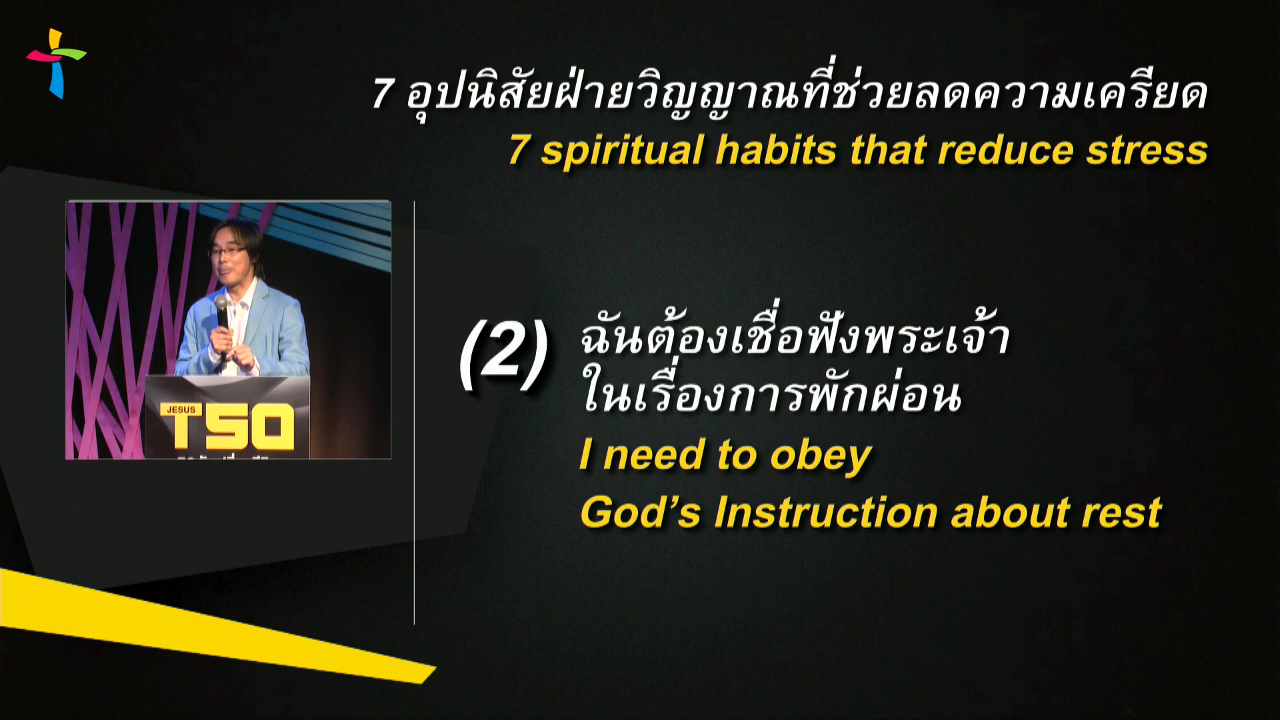 7 อุปนิสัยฝ่ายวิญญาณที่ช่วยลดความเครียด
7 spiritual habits that reduce stress
(2) ฉันต้องเชื่อฟังพระเจ้า
ในเรื่องการพักผ่อน
I need to obey
God's Instruction about rest
JESUS
T50